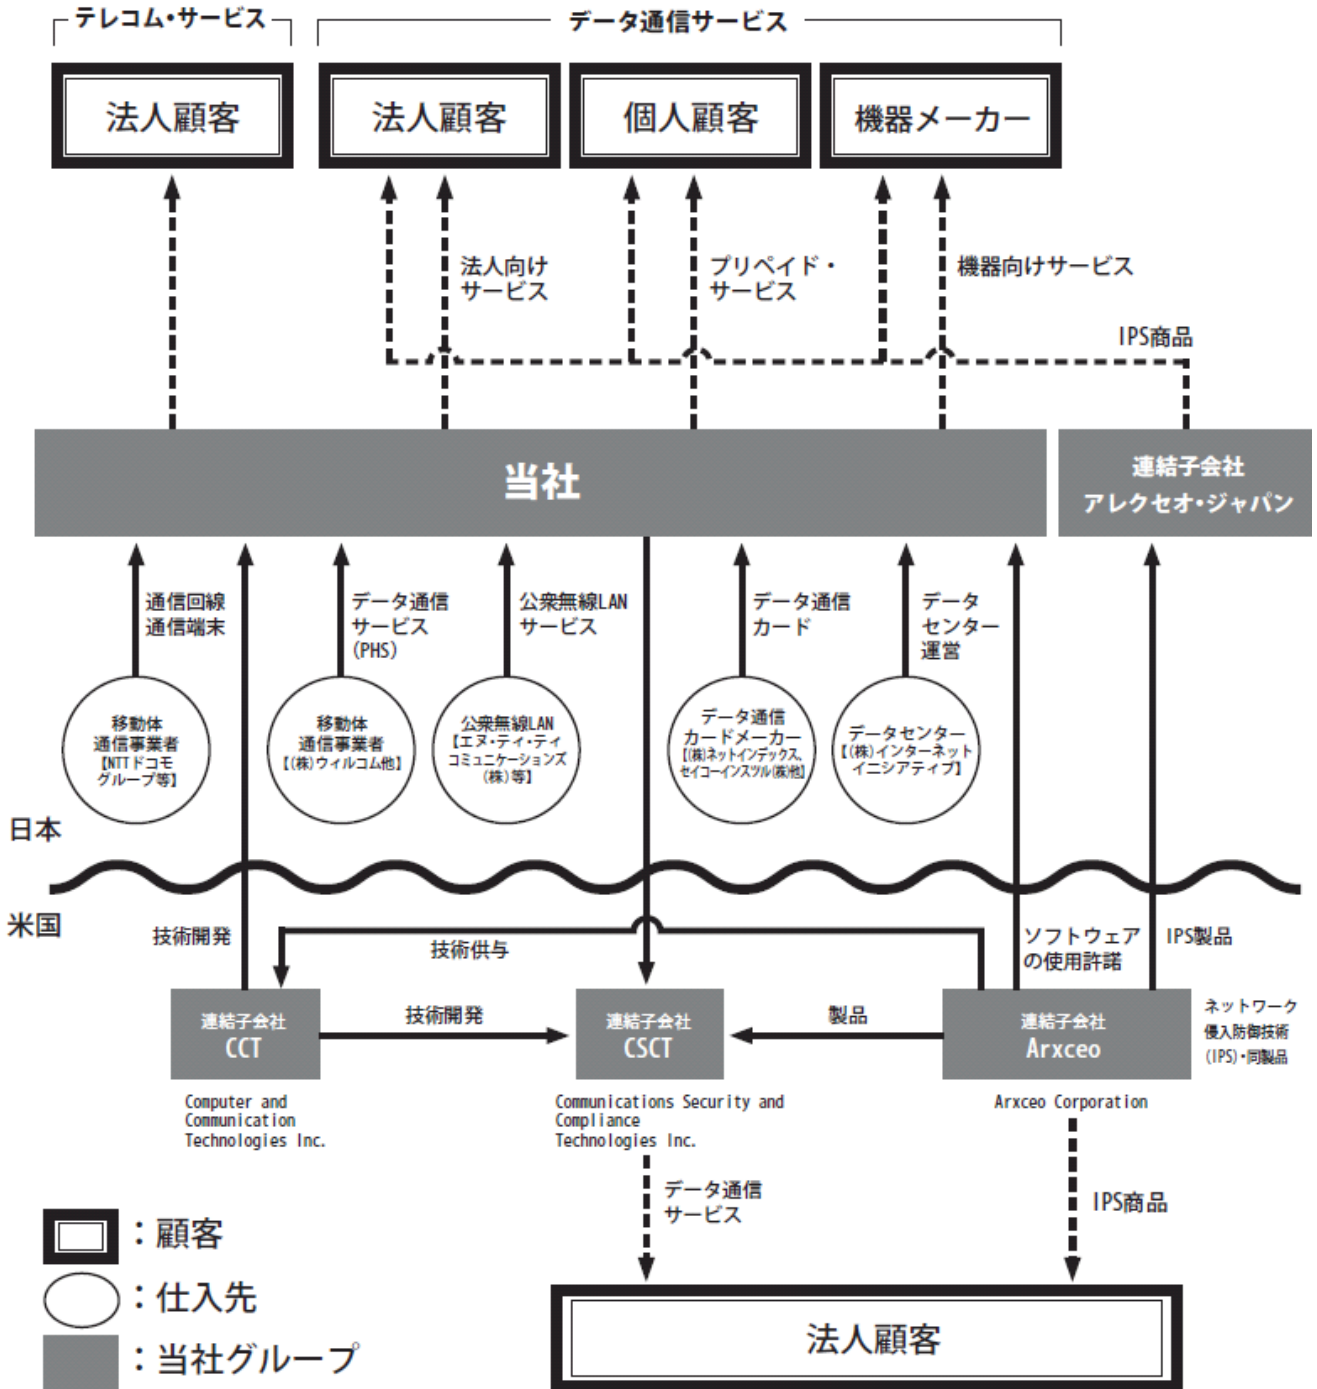 テレコム・サービス
データ通信サービス
法人顧客
法人顧客
個人顧客
機器メーカー
法人向け
サービス
プリペイド・
サービス
機器向けサービス
IPS商品
当社
連結子会社
アレクセオ・ジャパン
通信回線
通信端末
データ通信
サービス
(PHS)
公衆無線LAN
サービス
データ通信
カード
データ
センター
運営
移動体
通信事業者
【NTTドコモ
グループ等】
移動体
通信事業者
【(株)ウィルコム他】
公衆無線LAN
【エヌ・ティ・ティ
コミュニケーションズ
(株)等】
データ通信
カードメーカー
【(株)ネットインデックス、
セイコーインスツル(株)他】
データセンター
【(株)インターネット
イニシアティブ】
日本
米国
技術開発
技術供与
ソフトウェア
の使用許諾
IPS製品
連結子会社
CCT
技術開発
連結子会社
CSCT
製品
連結子会社
Arxceo
ネットワーク
侵入防御技術
(IPS)・同製品
Computer and
Communication
Technologies Inc.
Communications Security and
Compliance
Technologies Inc.
Arxceo Corporation
データ通信
サービス
IPS商品
：顧客
：仕入先
：当社グループ
法人顧客